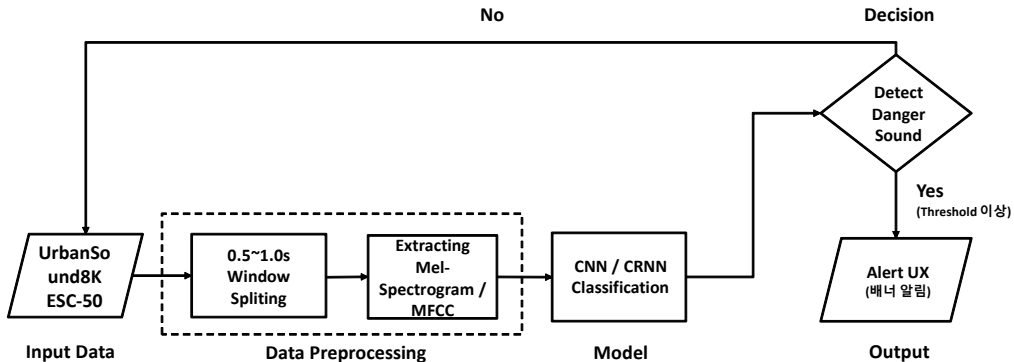 No
Decision
Detect
Danger
Sound
Yes
(Threshold 이상)
UrbanSo
und8K
ESC-50
0.5~1.0s
Window
Spliting
Extracting
Mel-
Spectrogram /
MFCC
CNN / CRNN
Classification
Alert UX
(배너 알림)
Input Data
Data Preprocessing
Model
Output